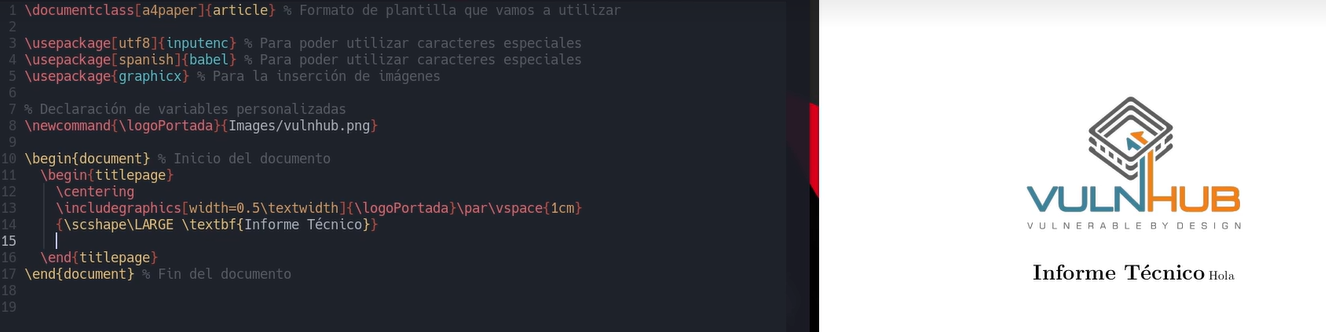 1 \documentclass[a4paper]{article} % Formato de plantilla que vamos a utilizar
2
3 \usepackage[utf8]{inputenc} % Para poder utilizar caracteres especiales
4 \usepackage[spanish]{babel} % Para poder utilizar caracteres especiales
5 \usepackage{graphicx} % Para la inserción de imágenes
6
7 % Declaración de variables personalizadas
8 \newcommand{\logoPortada}{Images/vulnhub.png}
9
10 \begin{document} % Inicio del documento
11 \begin{titlepage}
12 \centering
13 \includegraphics[width=0.5\textwidth]{\logoPortada}\par\vspace{1cm}
14 {\scshape\LARGE \textbf{Informe Técnico}}
15
16 \end{titlepage}
17 \end{document} % Fin del documento
18
19
VULNHUB
VULNERABLE BY DESIGN
Informe Técnico Hola